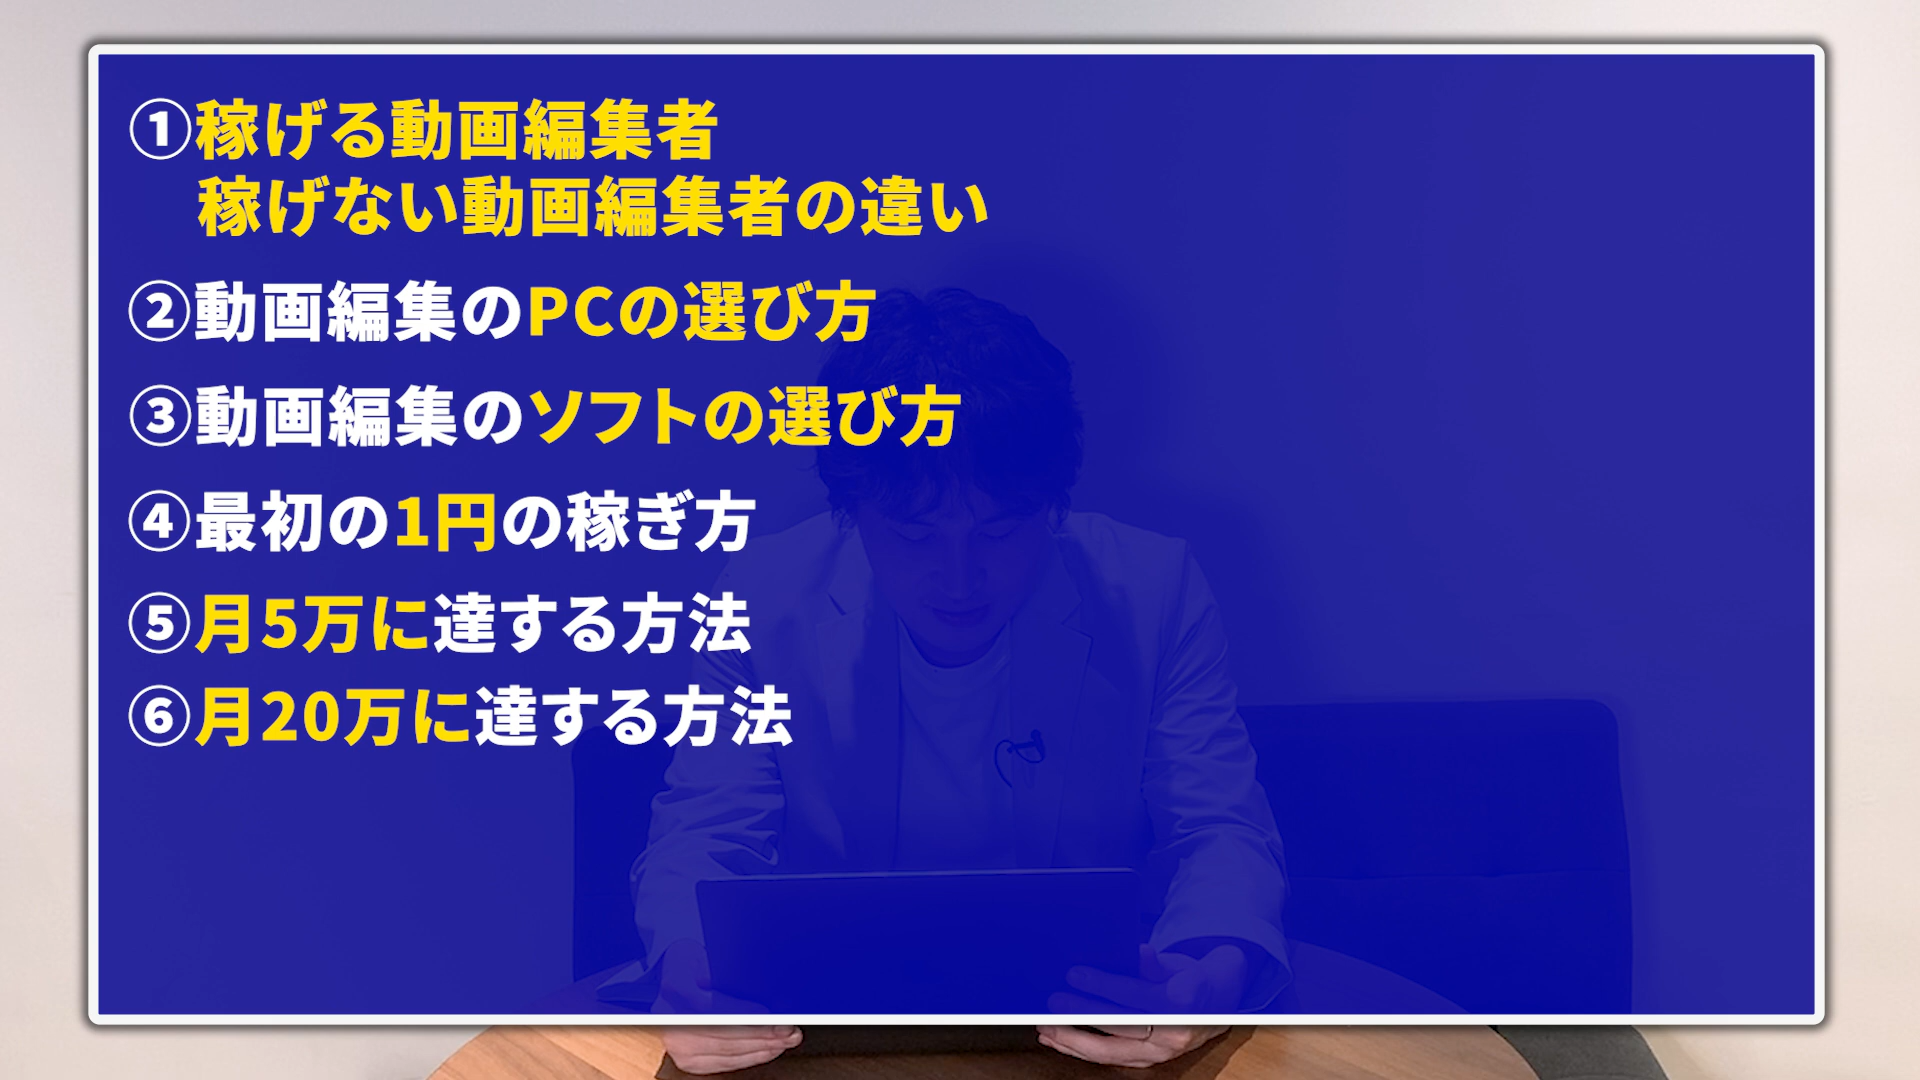 ①稼げる動画編集者
稼げない動画編集者の違い
②動画編集のPCの選び方
③動画編集のソフトの選び方
④最初の1円の稼ぎ方
⑤月5万に達する方法
⑥月20万に達する方法